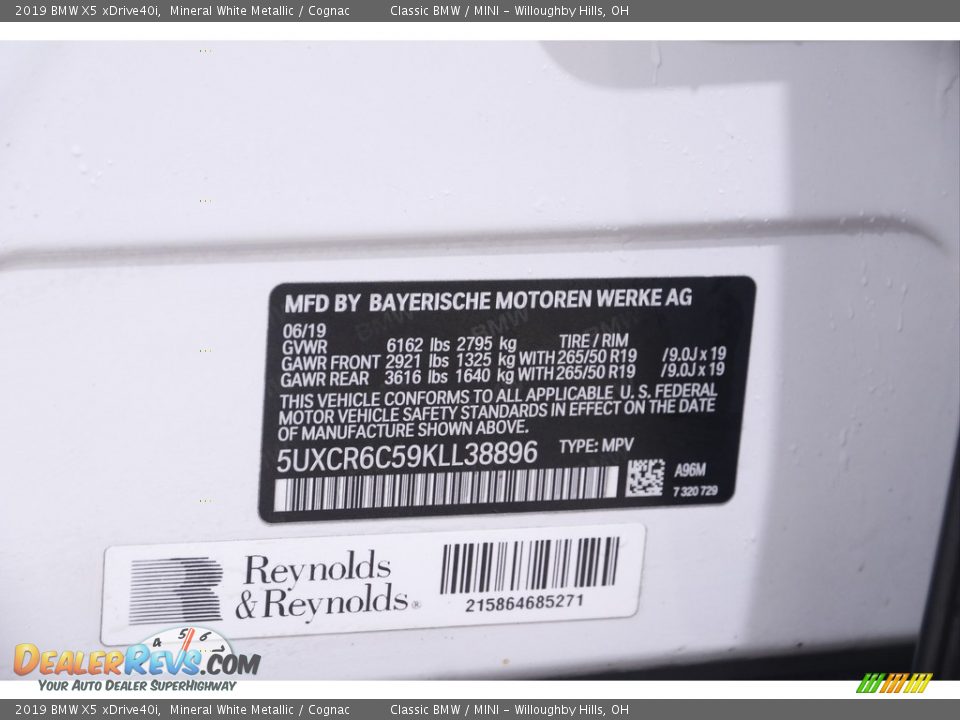 2019 BMW X5 xDrive40i, Mineral White Metallic / Cognac Classic BMW / MINI - Willoughby Hills, OH
MFD BY BAYERISCHE MOTOREN WERKE AG
06/19
GVWR 6162 lbs 2795 kg TIRE / RIM
GAWR FRONT 2921 lbs 1325 kg WITH 265/50 R19 /9.0J x 19
GAWR REAR 3616 lbs 1640 kg WITH 265/50 R19 /9.0J x 19
THIS VEHICLE CONFORMS TO ALL APPLICABLE U. S. FEDERAL
MOTOR VEHICLE SAFETY STANDARDS IN EFFECT ON THE DATE
OF MANUFACTURE SHOWN ABOVE.
5UXCR6C59KLL38896 TYPE: MPV
A96M
7 320 729
Reynolds
&Reynolds®
215864685271
4 5 6 7
DEALERREVS.COM
YOUR AUTO DEALER SUPERHIGHWAY
2019 BMW X5 xDrive40i, Mineral White Metallic / Cognac Classic BMW / MINI - Willoughby Hills, OH